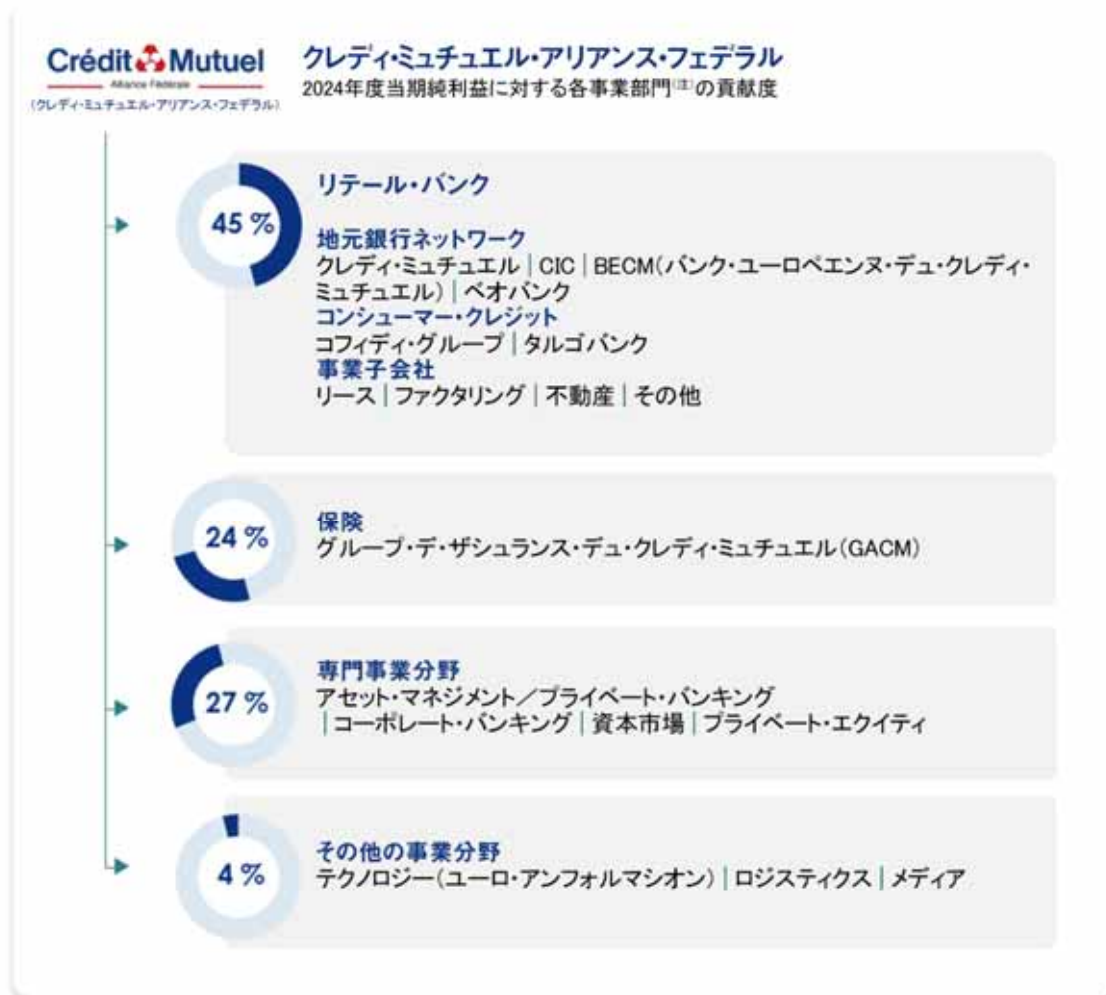 Crédit Mutuel
Alliance Fédérale
(クレディ・ミュチュエル・アリアンス・フェデラル)
クレディ・ミュチュエル・アリアンス・フェデラル
2024年度当期純利益に対する各事業部門(注)の貢献度
45 %
リテール・バンク
地元銀行ネットワーク
クレディ・ミュチュエル | CIC | BECM(バンク・ユーロペエンヌ・デュ・クレディ・
ミュチュエル) | ベオバンク
コンシューマー・クレジット
コフィディ・グループ | タルゴバンク
事業子会社
リース | ファクタリング | 不動産 | その他
24 %
保険
グループ・デ・ザシュランス・デュ・クレディ・ミュチュエル(GACM)
27 %
専門事業分野
アセット・マネジメント／プライベート・バンキング
| コーポレート・バンキング | 資本市場 | プライベート・エクイティ
4 %
その他の事業分野
テクノロジー(ユーロ・アンフォルマシオン) | ロジスティクス | メディア